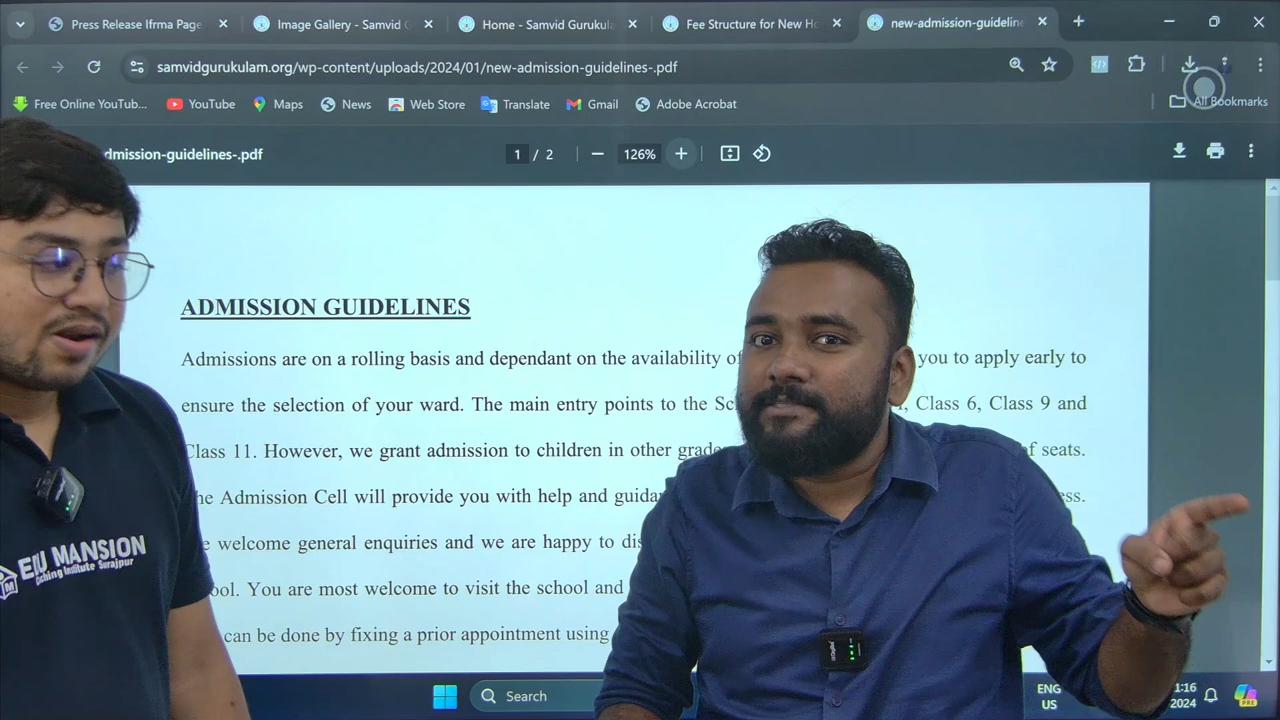 Press Release Ifrma Page
Image Gallery - Samvid G
Home - Samvid Gurukula
Fee Structure for New Ho
new-admission-guideline
samvidgurukulam.org/wp-content/uploads/2024/01/new-admission-guidelines-.pdf
Free Online YouTub...
YouTube
Maps
News
Web Store
Translate
Gmail
Adobe Acrobat
All Bookmarks
dmission-guidelines-.pdf
1 / 2
126%
ADMISSION GUIDELINES
Admissions are on a rolling basis and dependant on the availability of you to apply early to
ensure the selection of your ward. The main entry points to the Sc Class 6, Class 9 and
Class 11. However, we grant admission to children in other grade of seats.
he Admission Cell will provide you with help and guida ess.
e welcome general enquiries and we are happy to dis
ool. You are most welcome to visit the school and
can be done by fixing a prior appointment using
EDU MANSION
Coaching Institute Surajpur
M
Search
ENG
US
1:16
2024
PRE